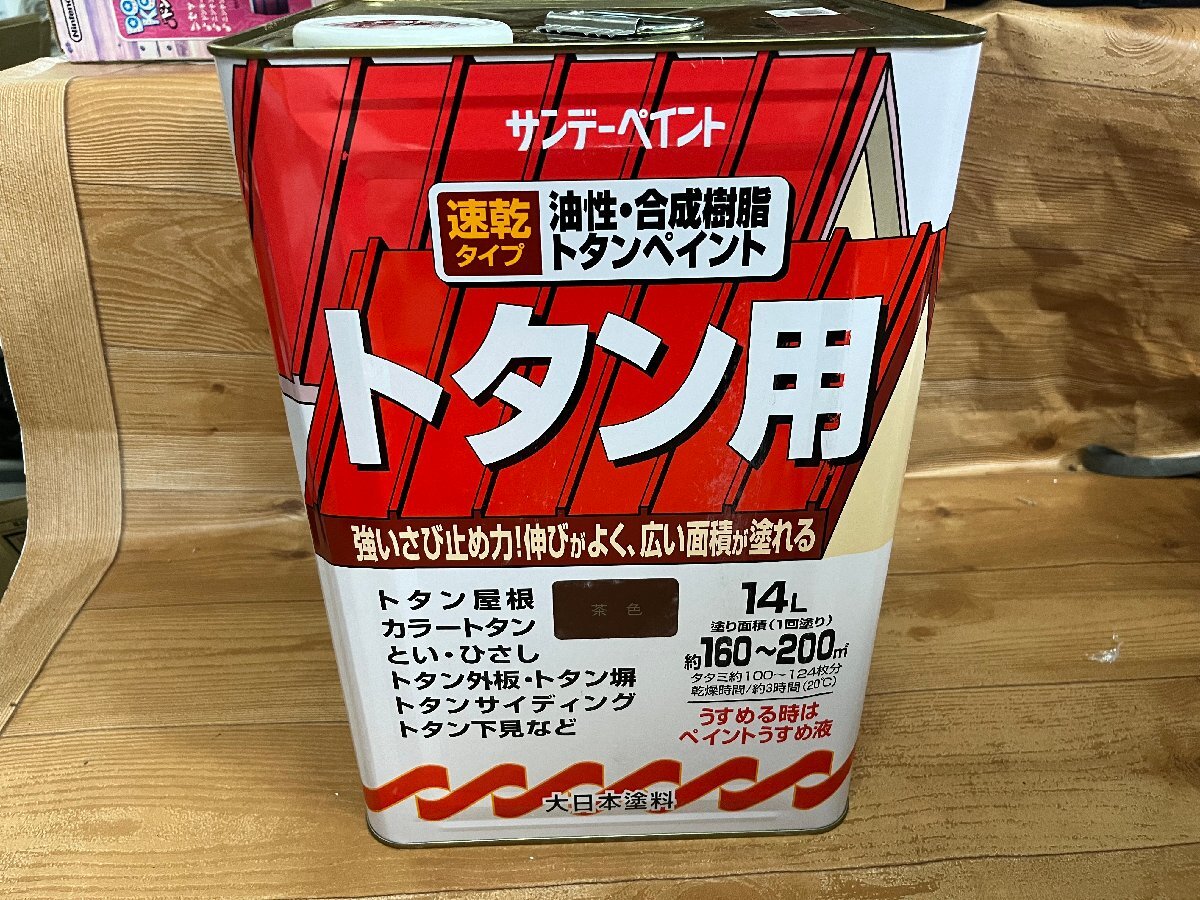 Nintendo
サンデーペイント
速乾
タイプ
油性・合成樹脂
トタンペイント
トタン用
強いさび止め力!伸びがよく、広い面積が塗れる
トタン屋根
カラートタン
とい・ひさし
トタン外板・トタン塀
トタンサイディング
トタン下見など
茶色
14L
塗り面積(1回塗り)
約160~200㎡
タタミ約100~124枚分
乾燥時間/約3時間(20℃)
うすめる時は
ペイントうすめ液
大日本塗料